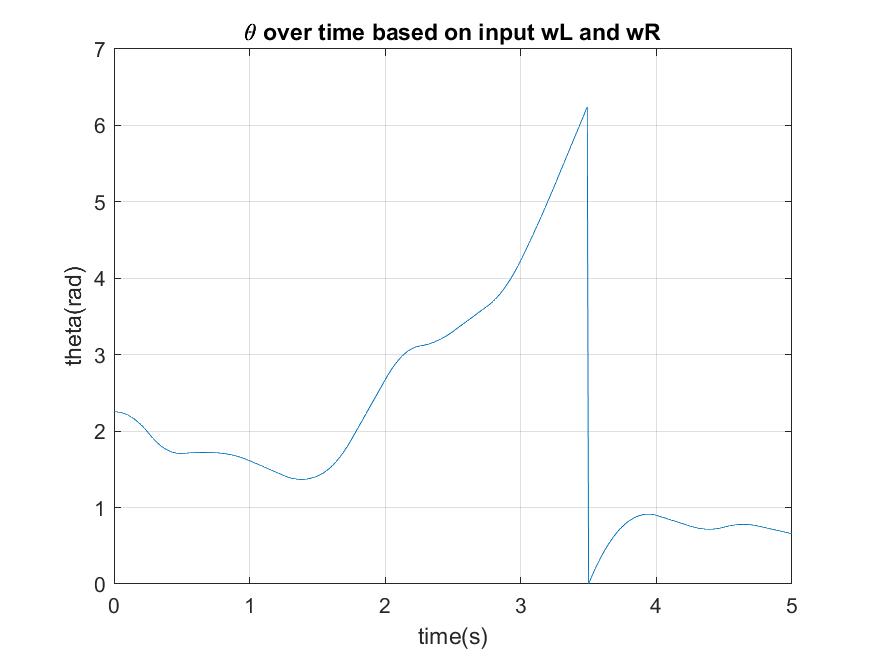 θ over time based on input wL and wR
7
6
5
4
3
2
1
0
theta(rad)
0 1 2 3 4 5
time(s)